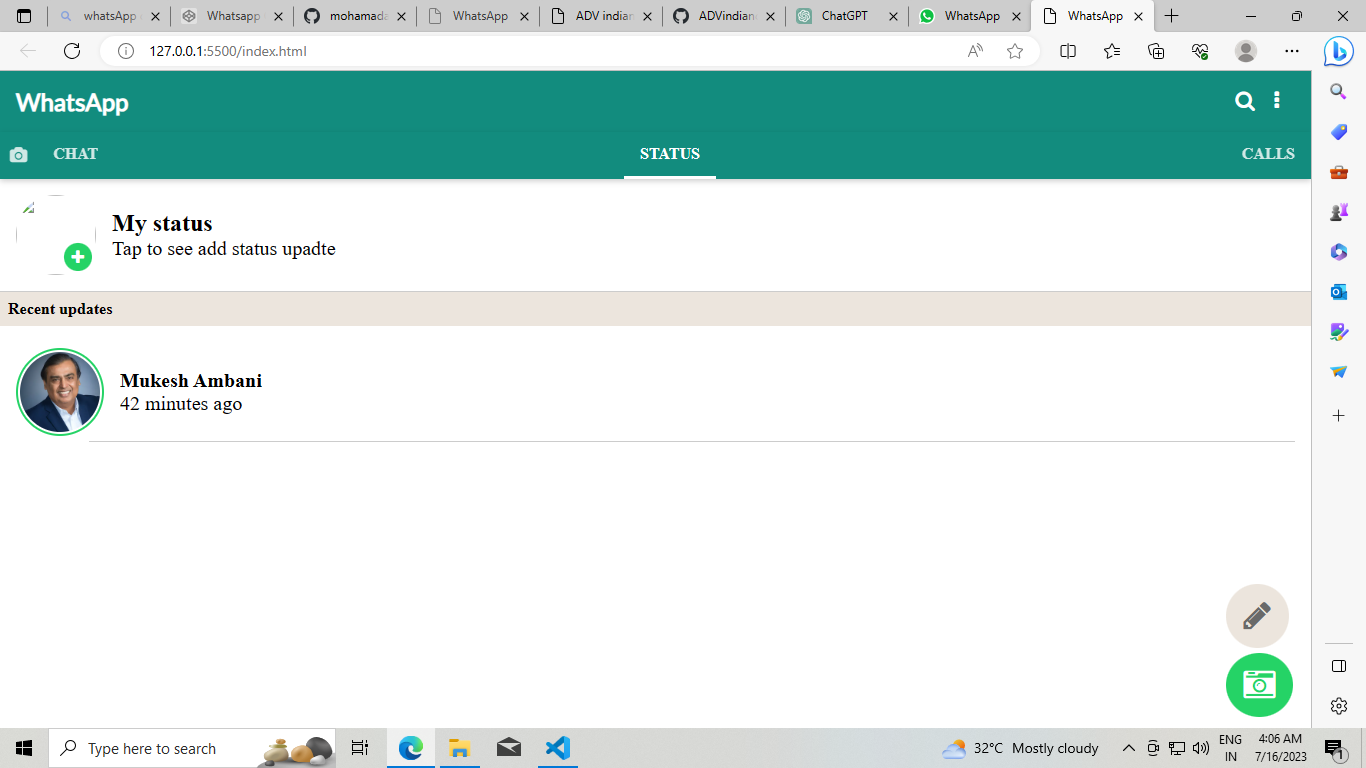 whatsApp
Whatsapp
mohamada
WhatsApp
ADV indian
ADVindian
ChatGPT
WhatsApp
WhatsApp
127.0.0.1:5500/index.html
WhatsApp
CHAT
STATUS
CALLS
My status
Tap to see add status upadte
Recent updates
Mukesh Ambani
42 minutes ago
Type here to search
32°C Mostly cloudy
ENG
IN
4:06 AM
7/16/2023
1